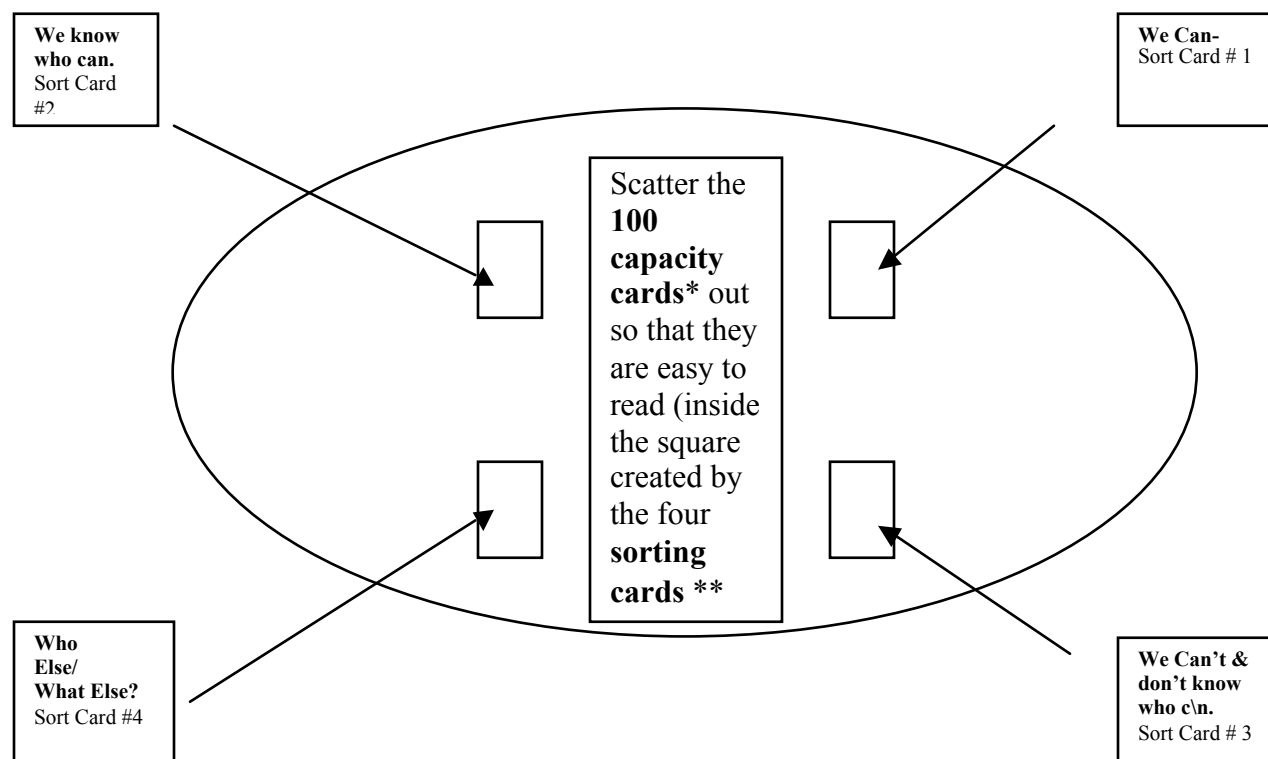 We know
who can.
Sort Card
#2
We Can-
Sort Card # 1
Scatter the
100
capacity
cards* out
so that they
are easy to
read (inside
the square
created by
the four
sorting
cards **
Who
Else/
What Else?
Sort Card #4
We Can’t &
don’t know
who c\n.
Sort Card # 3